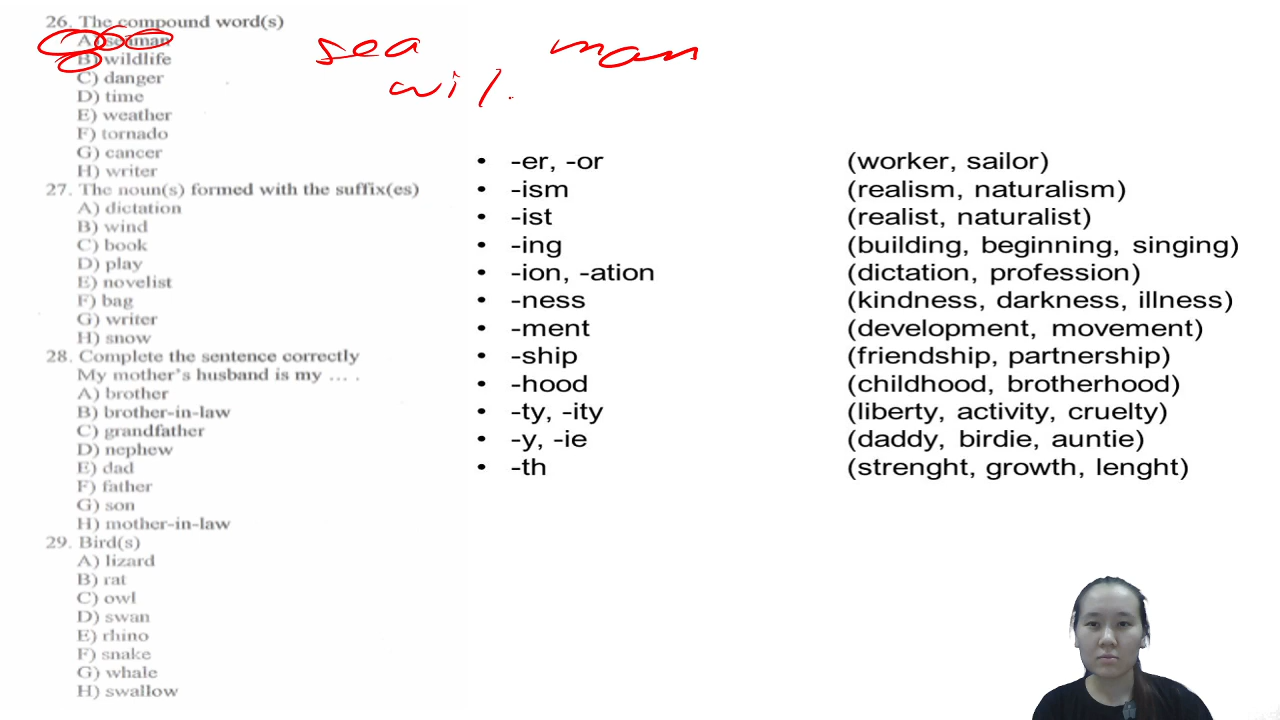 26. The compound word(s)
A) seaman
B) wildlife
C) danger
D) time
E) weather
F) tornado
G) cancer
H) writer
27. The noun(s) formed with the suffix(es)
A) dictation
B) wind
C) book
D) play
E) novelist
F) bag
G) writer
H) snow
28. Complete the sentence correctly
My mother's husband is my ... .
A) brother
B) brother-in-law
C) grandfather
D) nephew
E) dad
F) father
G) son
H) mother-in-law
29. Bird(s)
A) lizard
B) rat
C) owl
D) swan
E) rhino
F) snake
G) whale
H) swallow
sea man
wil
• -er, -or (worker, sailor)
• -ism (realism, naturalism)
• -ist (realist, naturalist)
• -ing (building, beginning, singing)
• -ion, -ation (dictation, profession)
• -ness (kindness, darkness, illness)
• -ment (development, movement)
• -ship (friendship, partnership)
• -hood (childhood, brotherhood)
• -ty, -ity (liberty, activity, cruelty)
• -y, -ie (daddy, birdie, auntie)
• -th (strenght, growth, lenght)